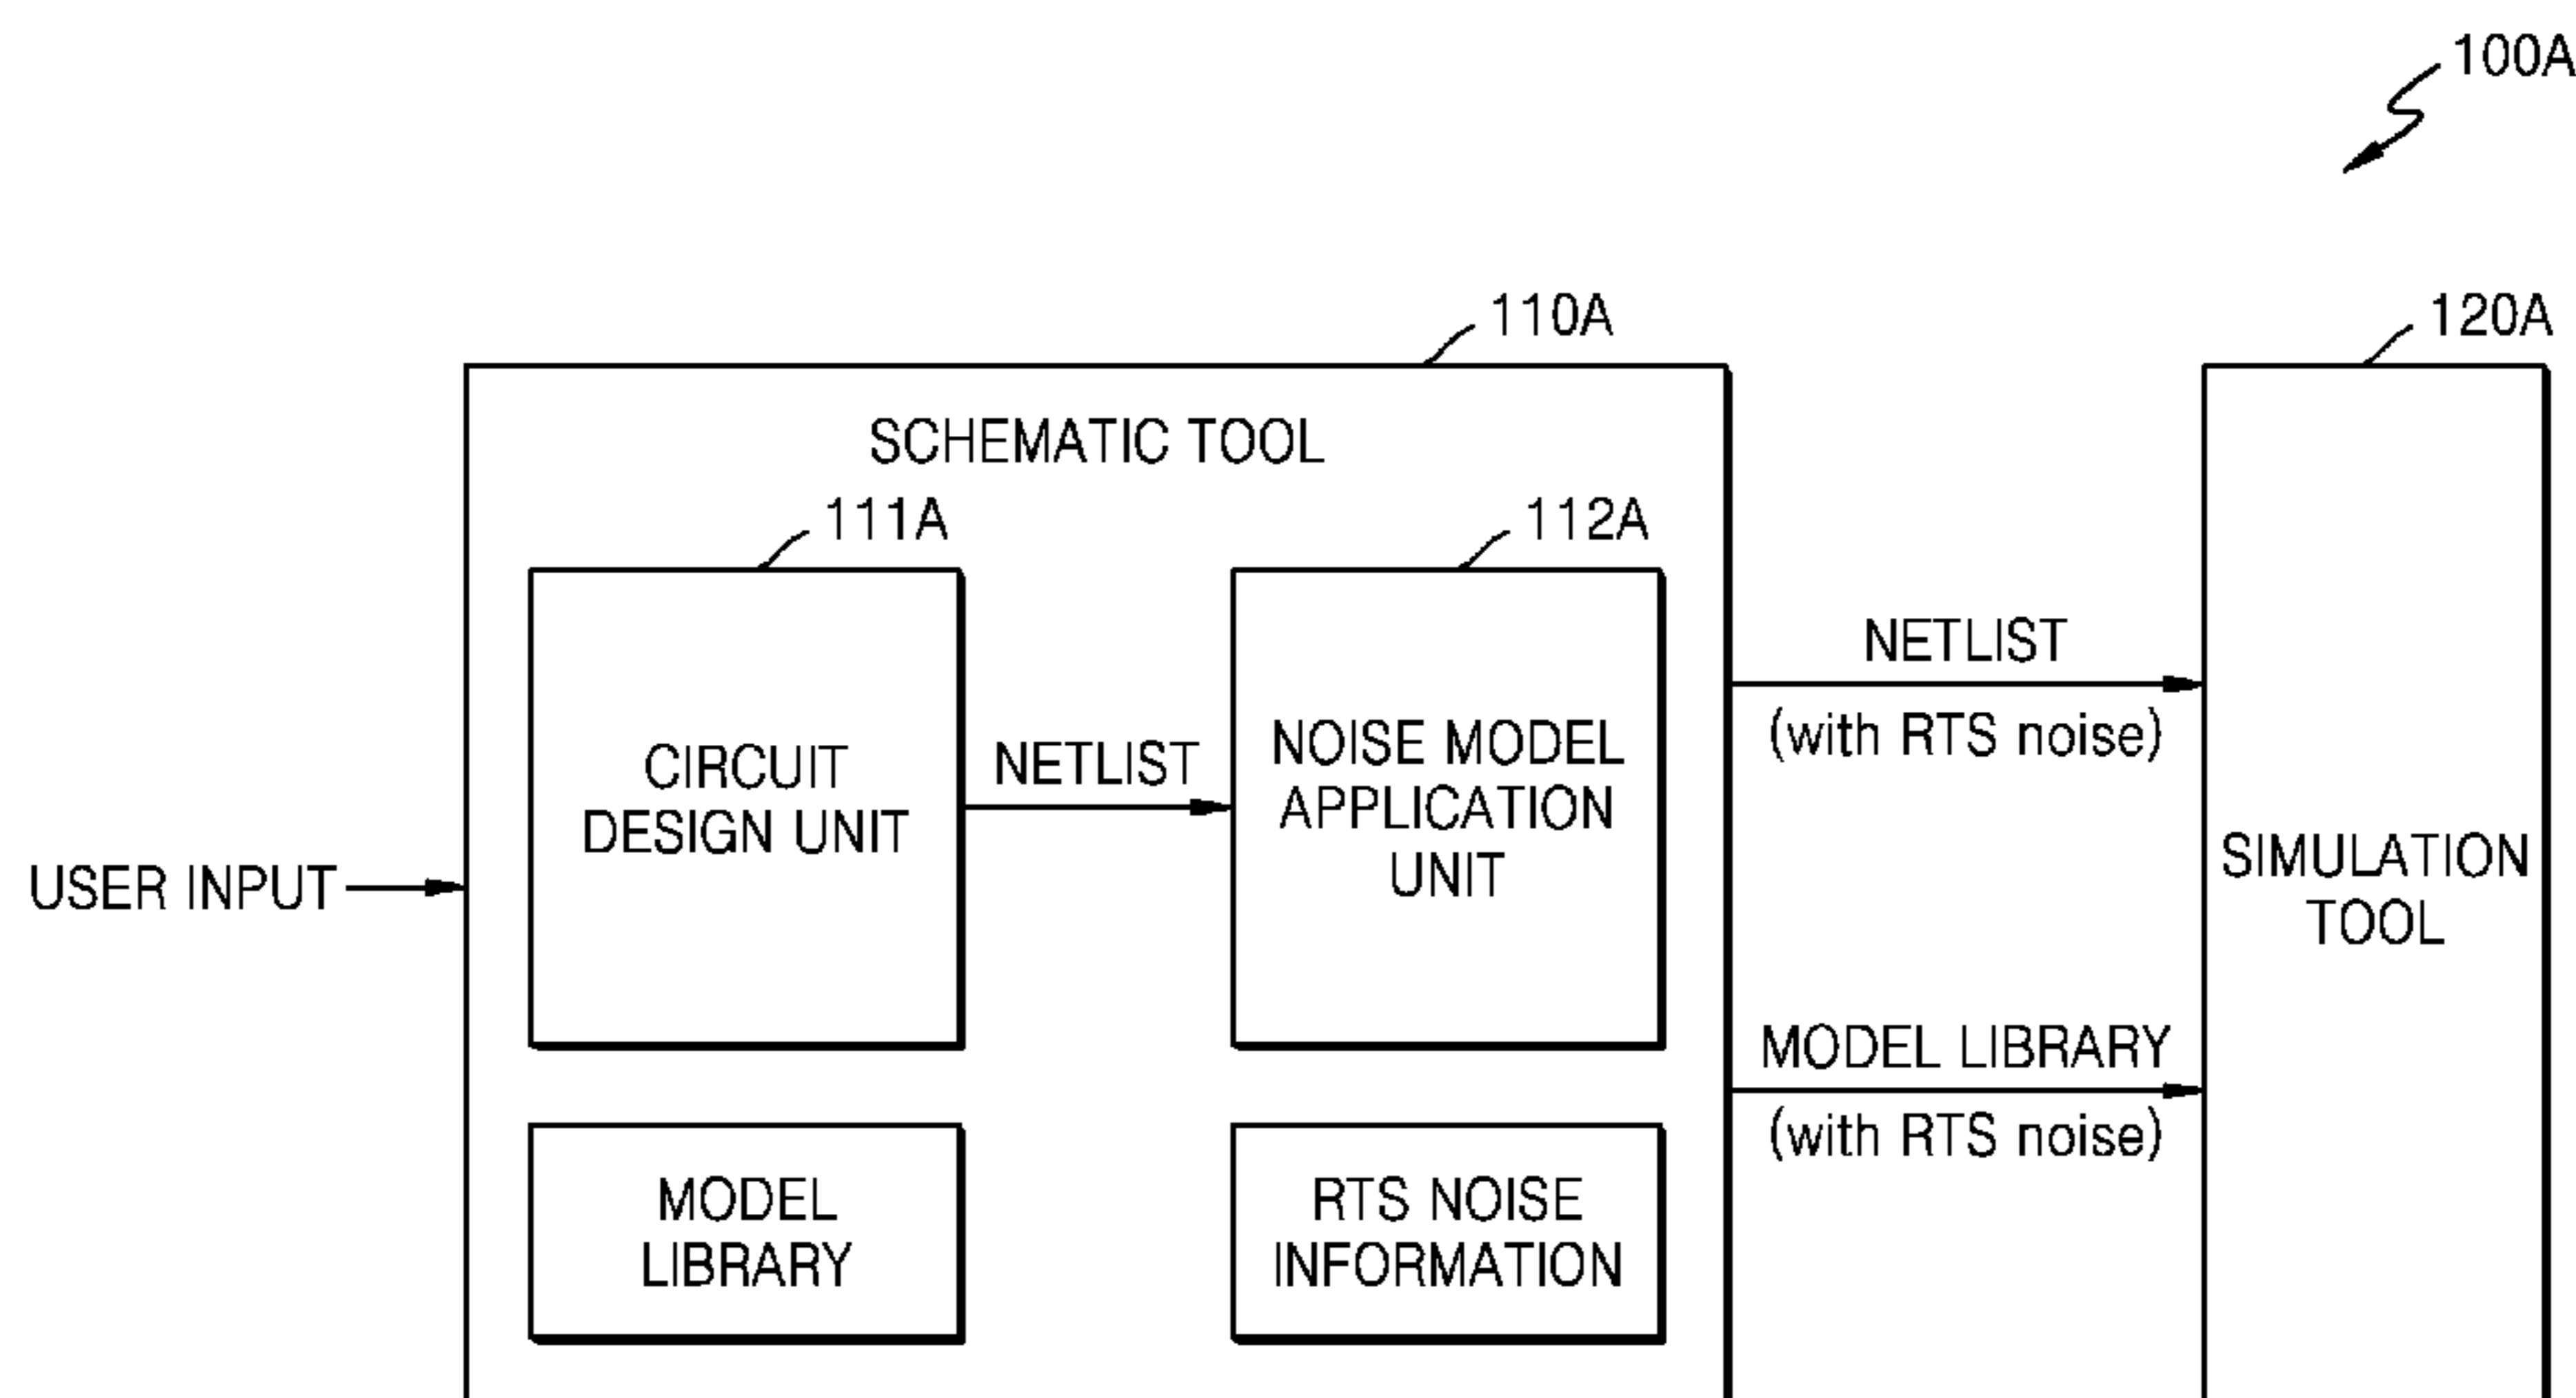 100A
110A
120A
SCHEMATIC TOOL
111A
112A
CIRCUIT
DESIGN UNIT
NETLIST
NOISE MODEL
APPLICATION
UNIT
NETLIST
(with RTS noise)
USER INPUT
SIMULATION
TOOL
MODEL LIBRARY
(with RTS noise)
MODEL
LIBRARY
RTS NOISE
INFORMATION